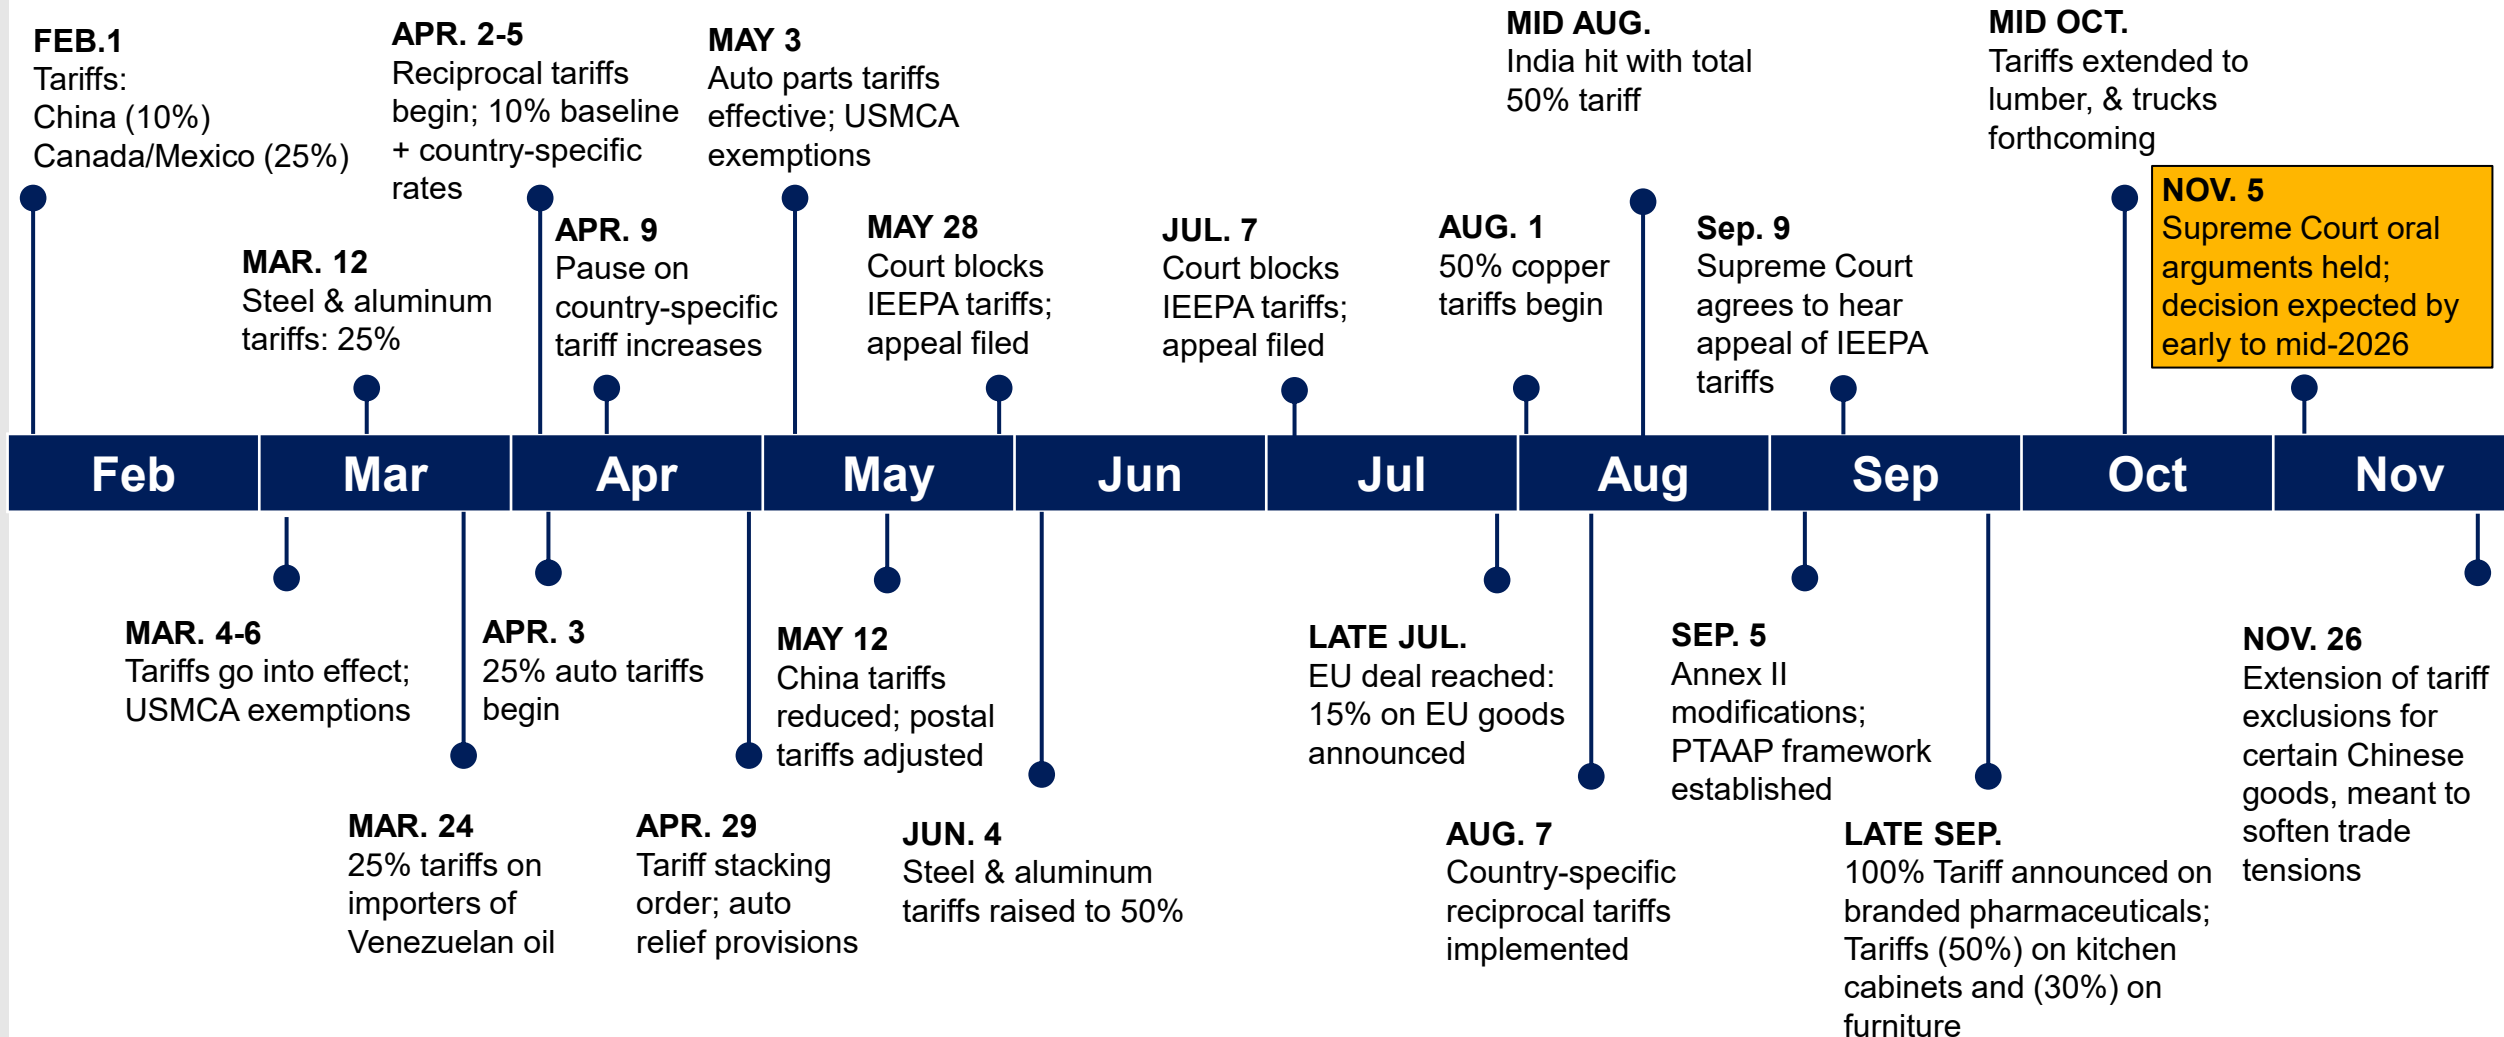 FEB.1
Tariffs:
China (10%)
Canada/Mexico (25%)
APR. 2-5
Reciprocal tariffs
begin; 10% baseline
+ country-specific
rates
MAY 3
Auto parts tariffs
effective; USMCA
exemptions
MID AUG.
India hit with total
50% tariff
MID OCT.
Tariffs extended to
lumber, & trucks
forthcoming
MAR. 12
Steel & aluminum
tariffs: 25%
APR. 9
Pause on
country-specific
tariff increases
MAY 28
Court blocks
IEEPA tariffs;
appeal filed
JUL. 7
Court blocks
IEEPA tariffs;
appeal filed
AUG. 1
50% copper
tariffs begin
Sep. 9
Supreme Court
agrees to hear
appeal of IEEPA
tariffs
NOV. 5
Supreme Court oral
arguments held;
decision expected by
early to mid-2026
Feb
Mar
Apr
May
Jun
Jul
Aug
Sep
Oct
Nov
MAR. 4-6
Tariffs go into effect;
USMCA exemptions
APR. 3
25% auto tariffs
begin
MAY 12
China tariffs
reduced; postal
tariffs adjusted
LATE JUL.
EU deal reached:
15% on EU goods
announced
SEP. 5
Annex II
modifications;
PTAAP framework
established
NOV. 26
Extension of tariff
exclusions for
certain Chinese
goods, meant to
soften trade
tensions
MAR. 24
25% tariffs on
importers of
Venezuelan oil
APR. 29
Tariff stacking
order; auto
relief provisions
JUN. 4
Steel & aluminum
tariffs raised to 50%
AUG. 7
Country-specific
reciprocal tariffs
implemented
LATE SEP.
100% Tariff announced on
branded pharmaceuticals;
Tariffs (50%) on kitchen
cabinets and (30%) on
furniture